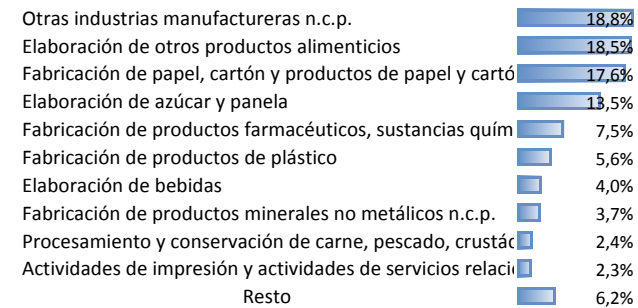 Otras industrias manufactureras n.c.p. 18,8%
Elaboración de otros productos alimenticios 18,5%
Fabricación de papel, cartón y productos de papel y cartó 17,6%
Elaboración de azúcar y panela 13,5%
Fabricación de productos farmacéuticos, sustancias quím 7,5%
Fabricación de productos de plástico 5,6%
Elaboración de bebidas 4,0%
Fabricación de productos minerales no metálicos n.c.p. 3,7%
Procesamiento y conservación de carne, pescado, crustác 2,4%
Actividades de impresión y actividades de servicios relaci 2,3%
Resto 6,2%